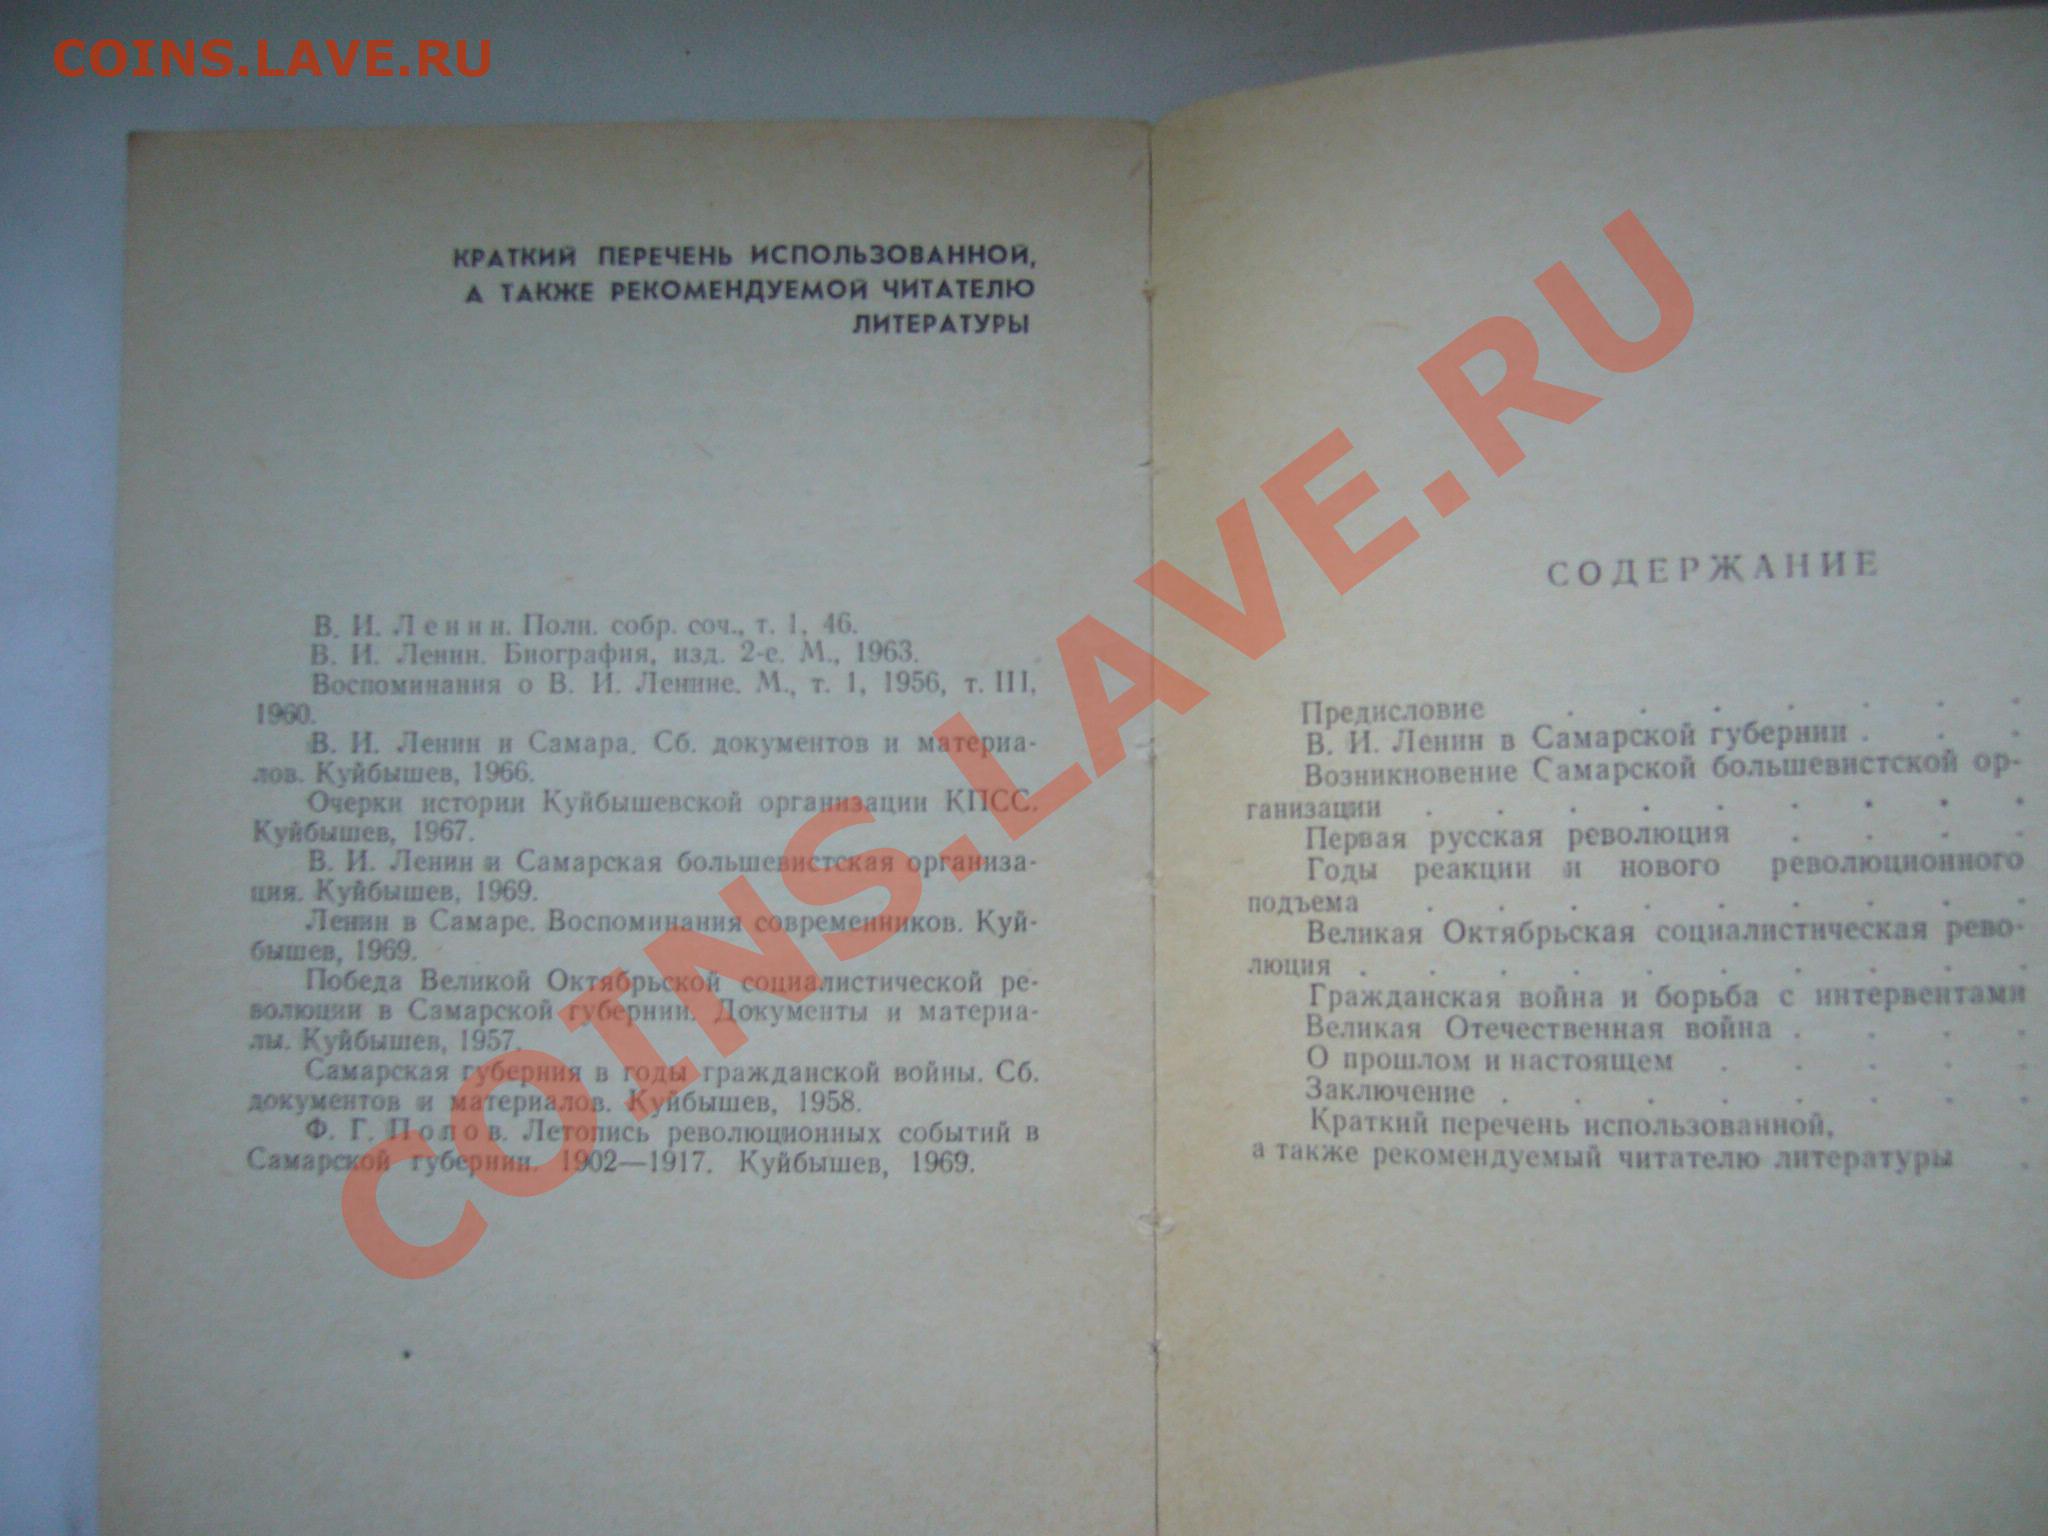 COINS.LAVE.RU
КРАТКИЙ ПЕРЕЧЕНЬ ИСПОЛЬЗОВАННОЙ,
А ТАКЖЕ РЕКОМЕНДУЕМОЙ ЧИТАТЕЛЮ
ЛИТЕРАТУРЫ
В. И. Ленин. Полн. собр. соч., т. 1, 46.
В. И. Ленин. Биография, изд. 2-е. М., 1963.
Воспоминания о В. И. Ленине. М., т. 1, 1956, т. III,
1960.
В. И. Ленин и Самара. Сб. документов и материа-
лов. Куйбышев, 1966.
Очерки истории Куйбышевской организации КПСС.
Куйбышев, 1967.
В. И. Ленин и Самарская большевистская организа-
ция. Куйбышев, 1969.
Ленин в Самаре. Воспоминания современников. Куй-
бышев, 1969.
Победа Великой Октябрьской социалистической ре-
волюции в Самарской губернии. Документы и материа-
лы. Куйбышев, 1957.
Самарская губерния в годы гражданской войны. Сб.
документов и материалов. Куйбышев, 1958.
Ф. Г. Попов. Летопись революционных событий в
Самарской губернии. 1902—1917. Куйбышев, 1969.
СОДЕРЖАНИЕ
Предисловие . . . . . . .
В. И. Ленин в Самарской губернии . . .
Возникновение Самарской большевистской ор-
ганизации . . . . . . . . .
Первая русская революция . . . .
Годы реакции и нового революционного
подъема . . . . . . . . .
Великая Октябрьская социалистическая рево-
люция . . . . . . . . . .
Гражданская война и борьба с интервентами
Великая Отечественная война . . . .
О прошлом и настоящем . . . . .
Заключение . . . . . . . .
Краткий перечень использованной,
а также рекомендуемый читателю литературы .
COINS.LAVE.RU